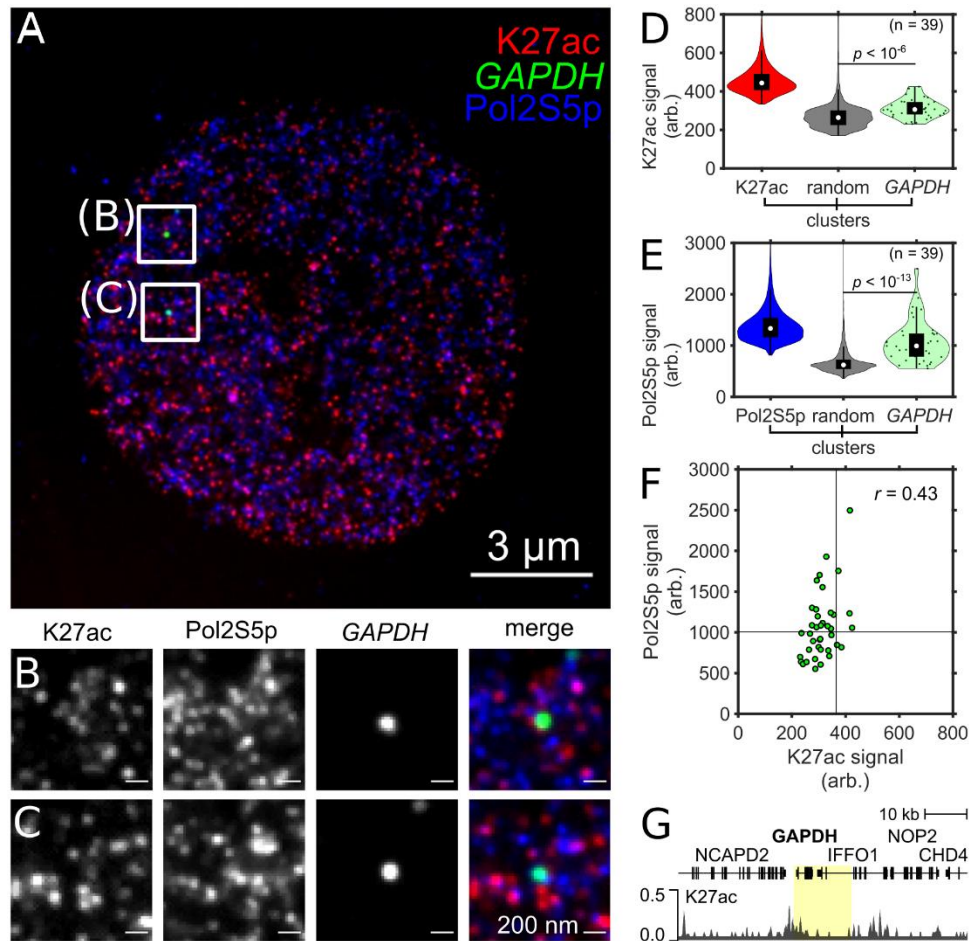 A
K27ac
GAPDH
Pol2S5p
(B)
(C)
3 µm
K27ac Pol2S5p GAPDH merge
B
C
200 nm
D
(n = 39)
p < 10-6
K27ac signal
(arb.)
800
600
400
200
0
K27ac random GAPDH
clusters
E
(n = 39)
p < 10-13
Pol2S5p signal
(arb.)
3000
2000
1000
0
Pol2S5p random GAPDH
clusters
F
r = 0.43
Pol2S5p signal
(arb.)
3000
2500
2000
1500
1000
500
0
0 200 400 600 800
K27ac signal
(arb.)
G
10 kb
GAPDH NOP2
NCAPD2 IFFO1 CHD4
0.5 K27ac
0.0